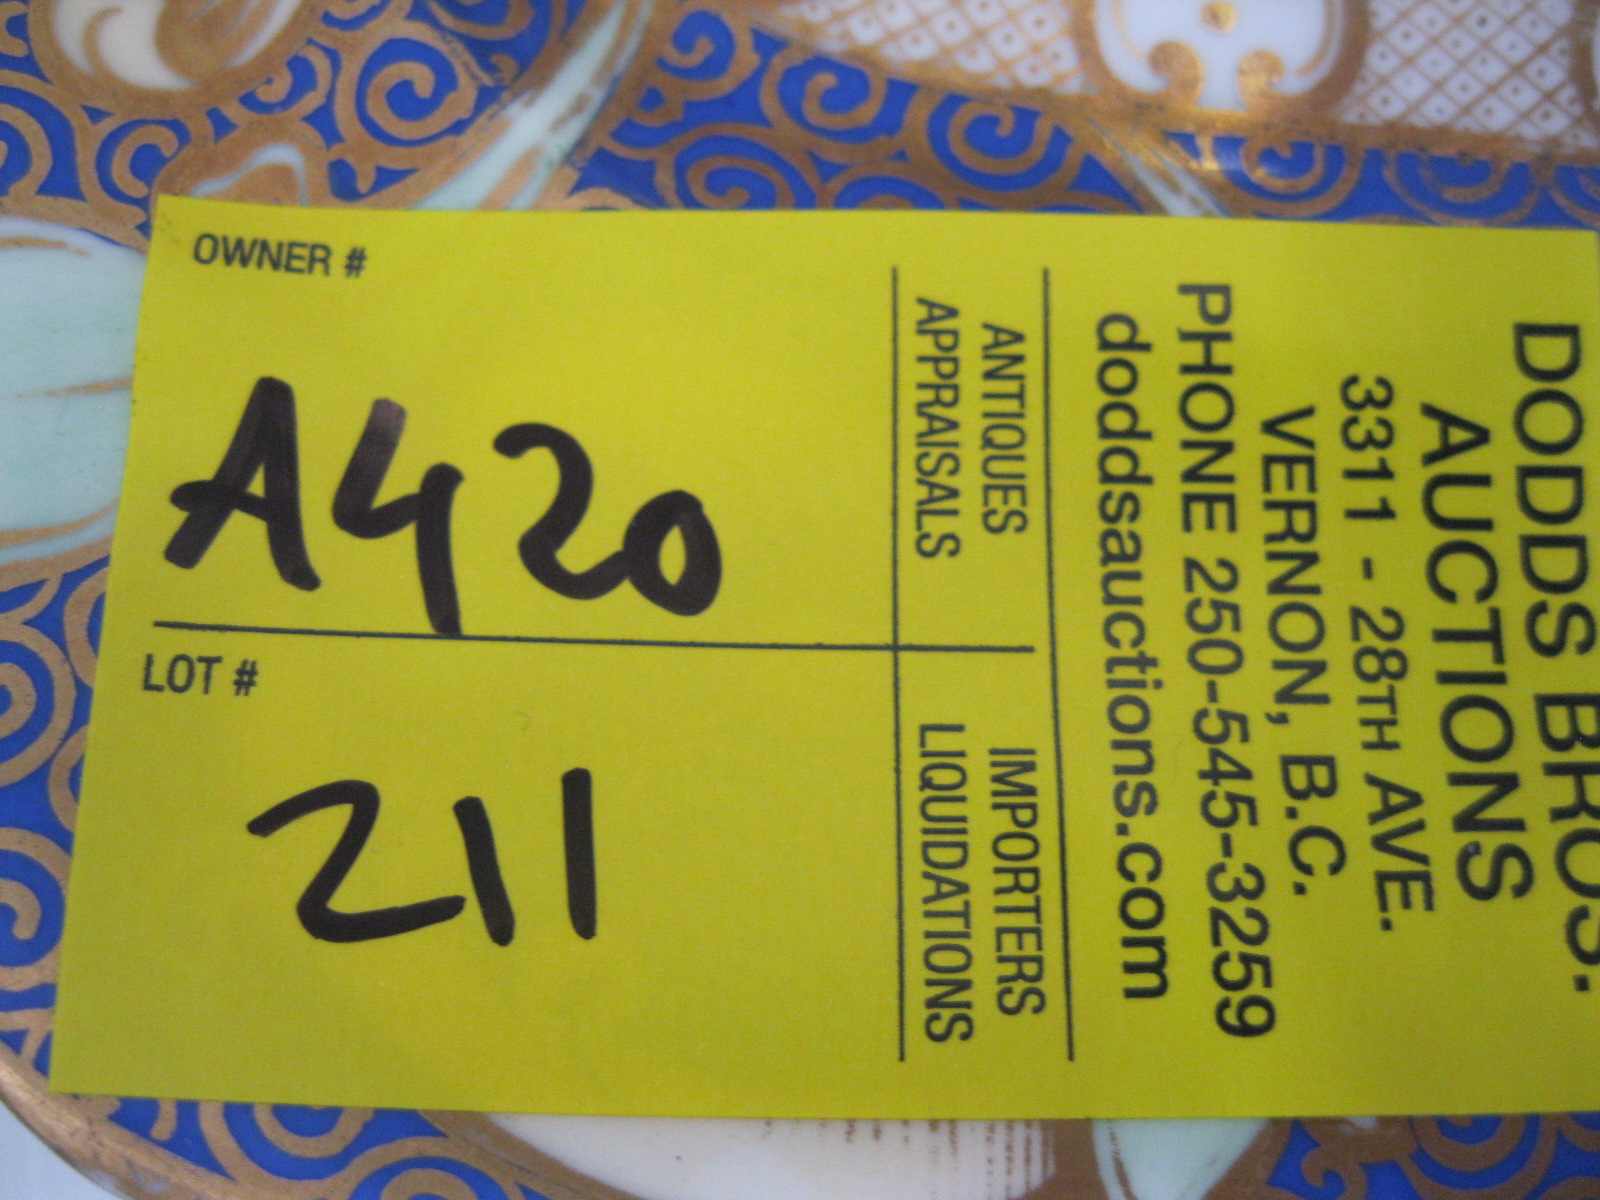 OWNER #
A420
LOT #
211
DODDS BROS.
AUCTIONS
3311 - 28TH AVE.
VERNON, B.C.
PHONE 250-545-3259
doddsauctions.com
ANTIQUES
APPRAISALS
IMPORTERS
LIQUIDATIONS